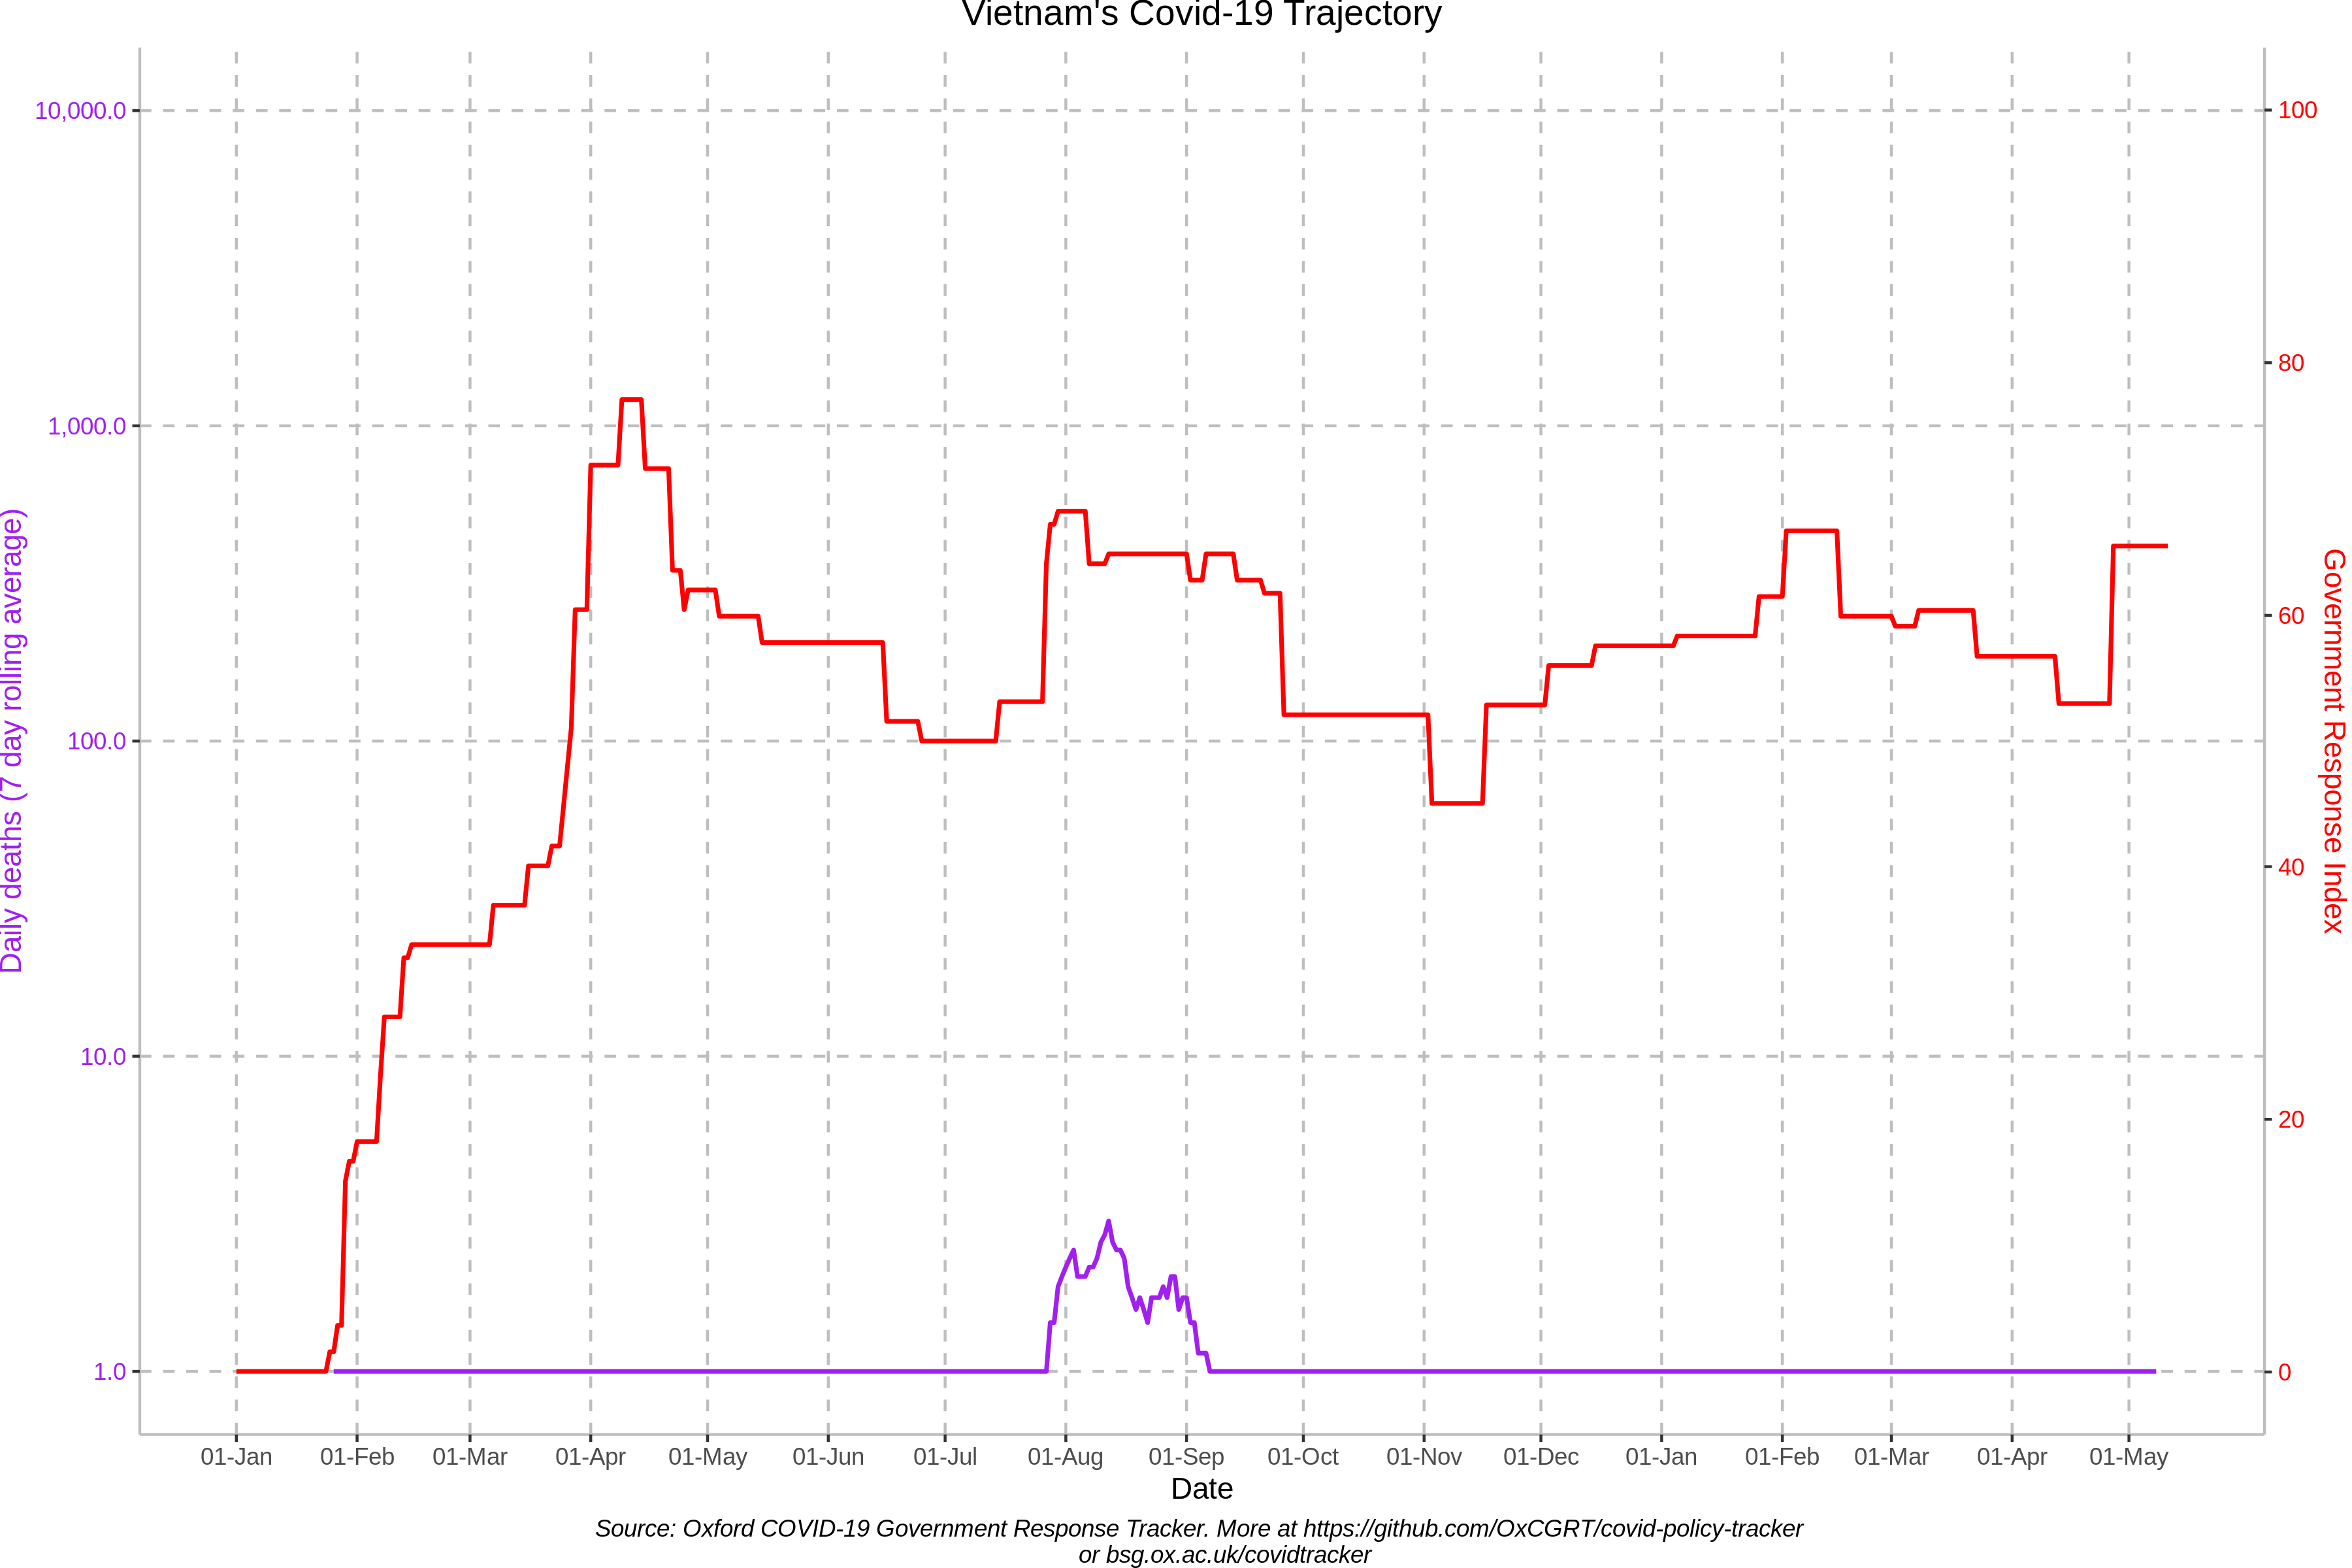 Vietnam's Covid-19 Trajectory
10,000.0
1,000.0
100.0
10.0
1.0
Daily deaths (7 day rolling average)
100
80
60
40
20
0
Government Response Index
01-Jan 01-Feb 01-Mar 01-Apr 01-May 01-Jun 01-Jul 01-Aug 01-Sep 01-Oct 01-Nov 01-Dec 01-Jan 01-Feb 01-Mar 01-Apr 01-May
Date
Source: Oxford COVID-19 Government Response Tracker. More at https://github.com/OxCGRT/covid-policy-tracker
or bsg.ox.ac.uk/covidtracker